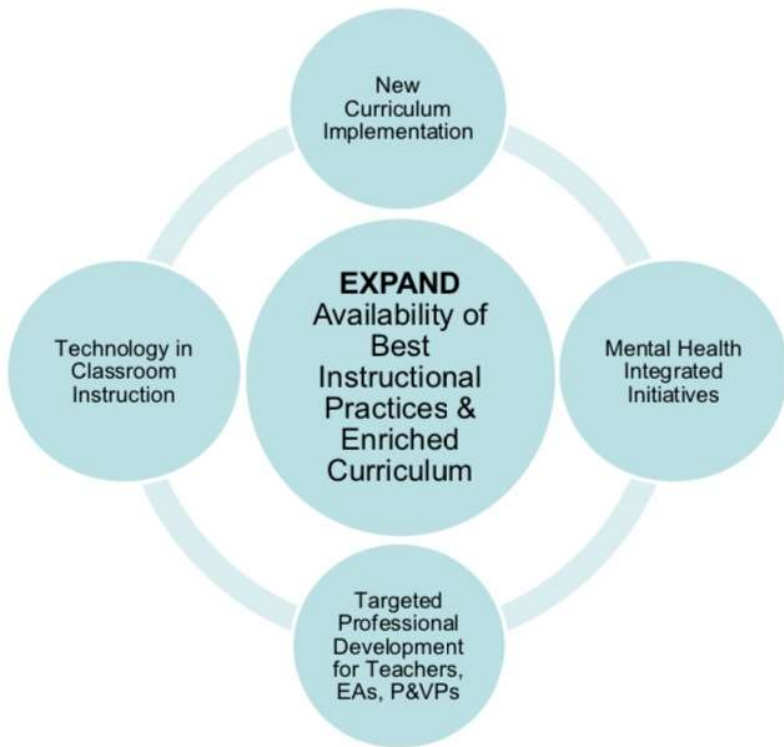 New
Curriculum
Implementation
EXPAND
Availability of
Best
Instructional
Practices &
Enriched
Curriculum
Technology in
Classroom
Instruction
Mental Health
Integrated
Initiatives
Targeted
Professional
Development
for Teachers,
EAs, P&VPs